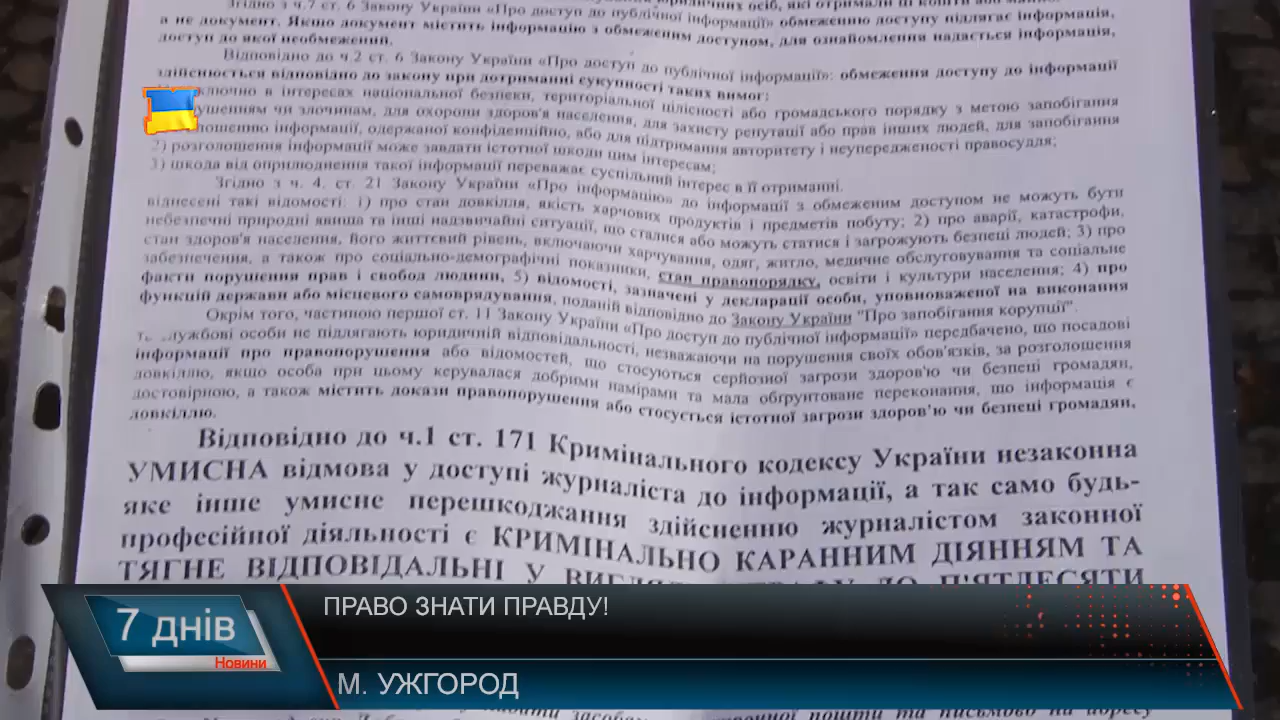 Згідно з ч.7 ст. 6 Закону України «Про доступ до публічної інформації» обмеженню доступу підлягає інформація,
а не документ. Якщо документ містить інформацію з обмеженим доступом, для ознайомлення надається інформація,
доступ до якої необмежений.
Відповідно до ч.2 ст. 6 Закону України «Про доступ до публічної інформації»: обмеження доступу до інформації
здійснюється відповідно до закону при дотриманні сукупності таких вимог:
в інтересах національної безпеки, територіальної цілісності або громадського порядку з метою запобігання
чи злочинам, для охорони здоров'я населення, для захисту репутації або прав інших людей, для запобігання
інформації, одержаної конфіденційно, або для підтримання авторитету і неупередженості правосуддя;
2) розголошення інформації може завдати істотної шкоди цим інтересам;
3) шкода від оприлюднення такої інформації переважає суспільний інтерес в її отриманні.
Згідно з ч. 4. ст. 21 Закону України «Про інформацію» до інформації з обмеженим доступом не можуть бути
віднесені такі відомості: 1) про стан довкілля, якість харчових продуктів і предметів побуту; 2) про аварії, катастрофи,
небезпечні природні явища та інші надзвичайні ситуації, що сталися або можуть статися і загрожують безпеці людей; 3) про
стан здоров'я населення, його життєвий рівень, включаючи харчування, одяг, житло, медичне обслуговування та соціальне
забезпечення, а також про соціально-демографічні показники, стан правопорядку, освіти і культури населення; 4) про
факти порушення прав і свобод людини, 5) відомості, зазначені у декларації особи, уповноваженої на виконання
функцій держави або місцевого самоврядування, поданій відповідно до Закону України "Про запобігання корупції".
Окрім того, частиною першої ст. 11 Закону України «Про доступ до публічної інформації» передбачено, що посадові
службові особи не підлягають юридичній відповідальності, незважаючи на порушення своїх обов'язків, за розголошення
інформації про правопорушення або відомостей, що стосуються серйозної загрози здоров'ю чи безпеці громадян,
довкіллю, якщо особа при цьому керувалася добрими намірами та мала обґрунтоване переконання, що інформація є
достовірною, а також містить докази правопорушення або стосується істотної загрози здоров'ю чи безпеці громадян,
довкіллю.
Відповідно до ч.1 ст. 171 Кримінального кодексу України незаконна
УМИСНА відмова у доступі журналіста до інформації, а так само будь-
яке інше умисне перешкоджання здійсненню журналістом законної
професійної діяльності є КРИМІНАЛЬНО КАРАННИМ ДІЯННЯМ ТА
ТЯГНЕ ВІДПОВІДАЛЬНІ У ДО П'ЯТДЕСЯТИ
7 днів
Новини
ПРАВО ЗНАТИ ПРАВДУ!
М. УЖГОРОД